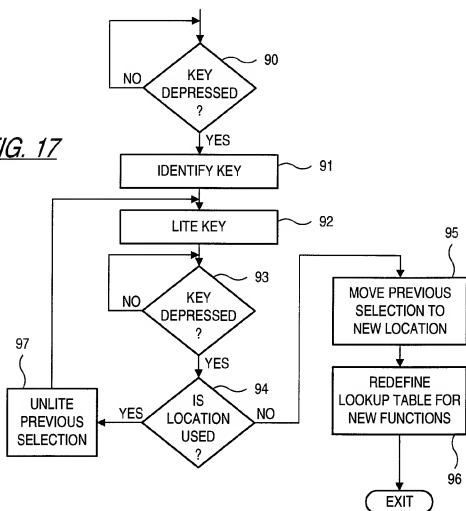 90
KEY
DEPRESSED
?
NO
YES
FIG. 17
IDENTIFY KEY
91
LITE KEY
92
93
KEY
DEPRESSED
?
NO
YES
95
MOVE PREVIOUS
SELECTION TO
NEW LOCATION
97
UNLITE
PREVIOUS
SELECTION
YES
94
IS
LOCATION
USED
?
NO
REDEFINE
LOOKUP TABLE FOR
NEW FUNCTIONS
96
EXIT